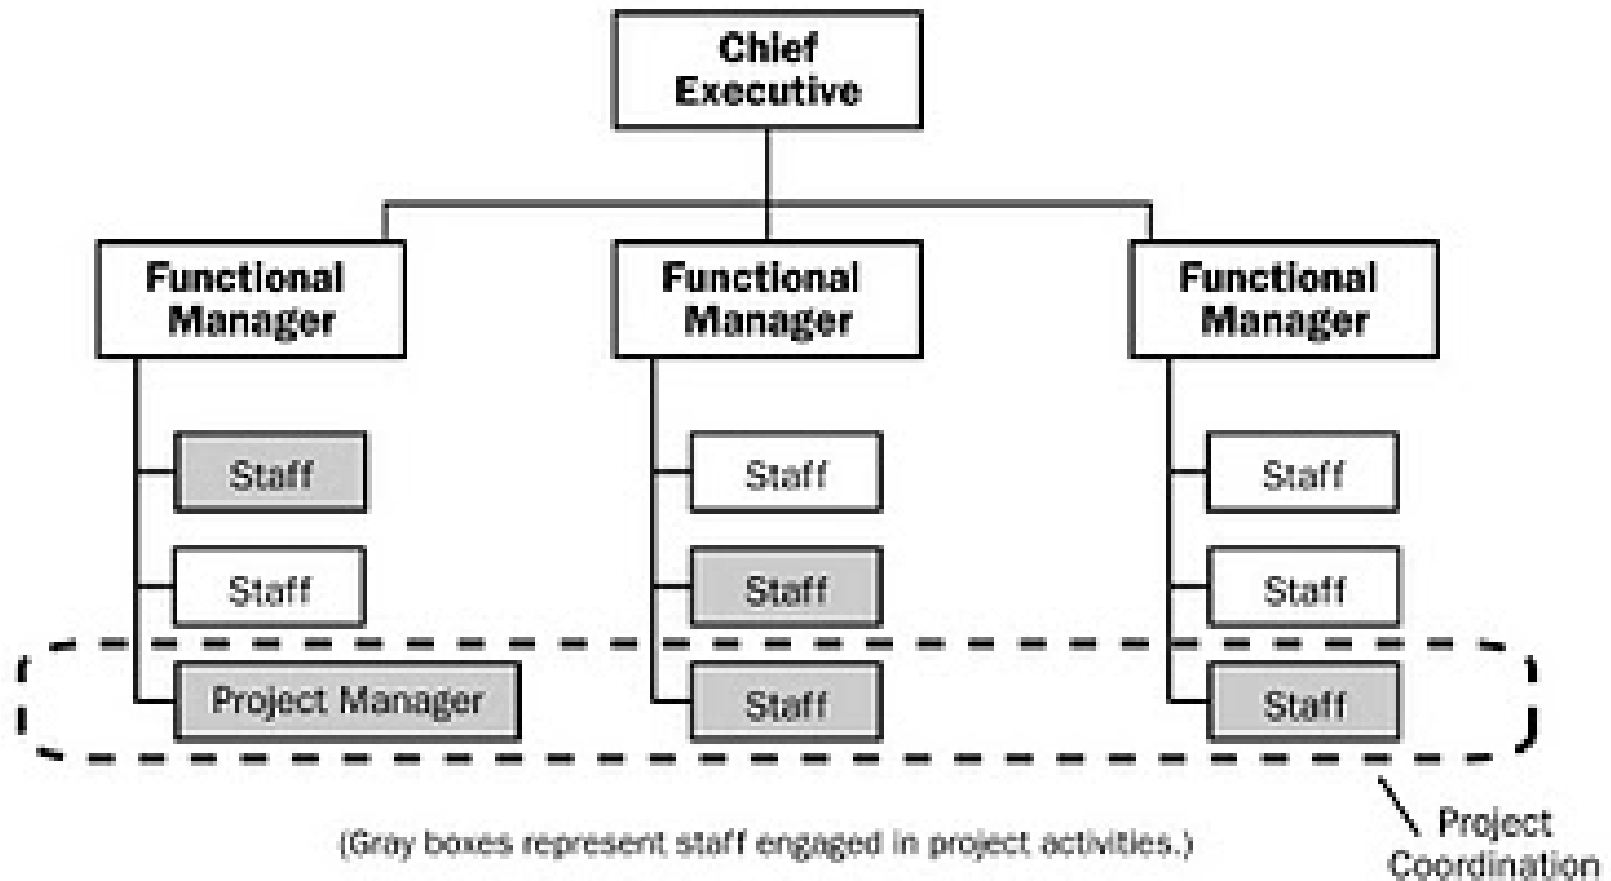 Chief
Executive
Functional
Manager
Functional
Manager
Functional
Manager
Staff
Staff
Staff
Staff
Staff
Staff
Project Manager
Staff
Staff
(Gray boxes represent staff engaged in project activities.)
Project
Coordination